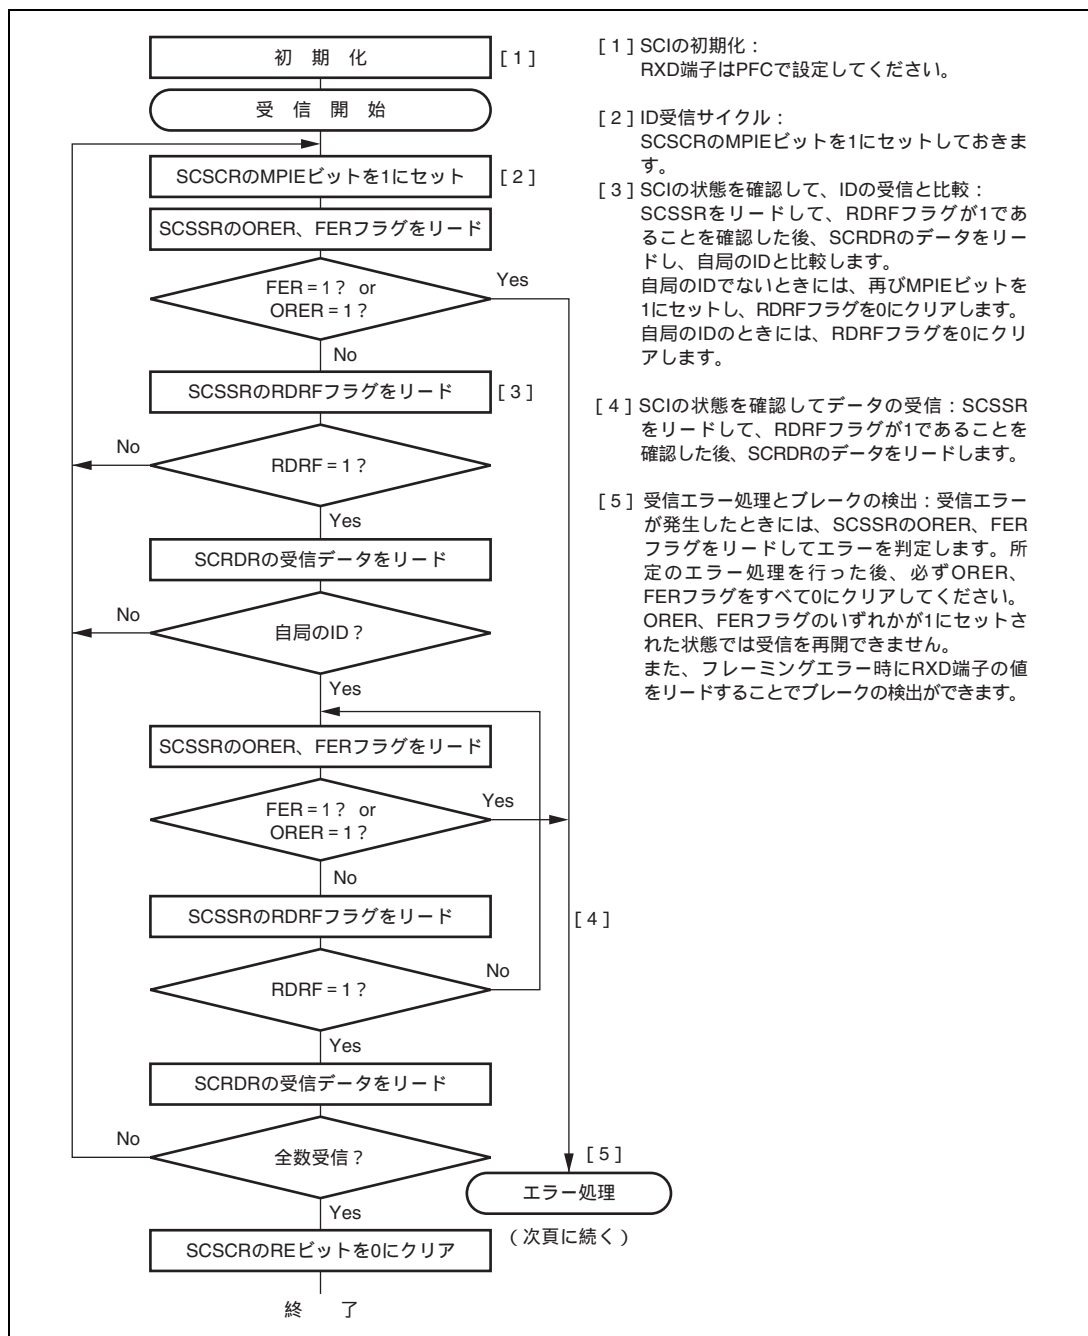 初 期 化 [ 1 ]
受 信 開 始
SCSCRのMPIEビットを1にセット [ 2 ]
SCSSRのORER、FERフラグをリード
FER = 1？ or
ORER = 1？
Yes
No
SCSSRのRDRFフラグをリード [ 3 ]
No
RDRF = 1？
Yes
SCRDRの受信データをリード
No
自局のID？
Yes
SCSSRのORER、FERフラグをリード
FER = 1？ or
ORER = 1？
Yes
No
SCSSRのRDRFフラグをリード
[ 4 ]
No
RDRF = 1？
Yes
SCRDRの受信データをリード
No
全数受信？
[ 5 ]
エラー処理
Yes
（次頁に続く）
SCSCRのREビットを0にクリア
終 了
[ 1 ] SCIの初期化：
RXD端子はPFCで設定してください。
[ 2 ] ID受信サイクル：
SCSCRのMPIEビットを1にセットしておきま
す。
[ 3 ] SCIの状態を確認して、IDの受信と比較：
SCSSRをリードして、RDRFフラグが1であ
ることを確認した後、SCRDRのデータをリー
ドし、自局のIDと比較します。
自局のIDでないときには、再びMPIEビットを
1にセットし、RDRFフラグを0にクリアします。
自局のIDのときには、RDRFフラグを0にクリ
アします。
[ 4 ] SCIの状態を確認してデータの受信：SCSSR
をリードして、RDRFフラグが1であることを
確認した後、SCRDRのデータをリードします。
[ 5 ] 受信エラー処理とブレークの検出：受信エラー
が発生したときには、SCSSRのORER、FER
フラグをリードしてエラーを判定します。所
定のエラー処理を行った後、必ずORER、
FERフラグをすべて0にクリアしてください。
ORER、FERフラグのいずれかが1にセットさ
れた状態では受信を再開できません。
また、フレーミングエラー時にRXD端子の値
をリードすることでブレークの検出ができます。